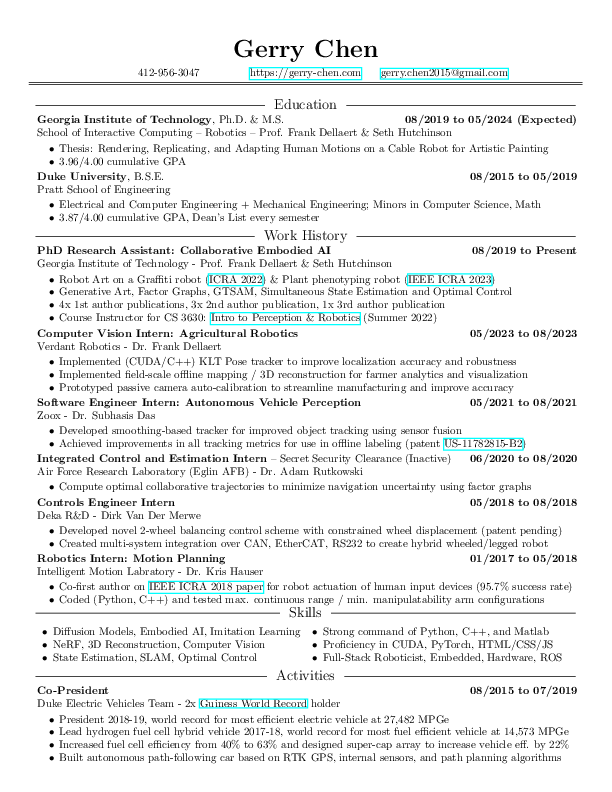 Gerry Chen
412-956-3047 https://gerry-chen.com gerry.chen2015@gmail.com
Education
Georgia Institute of Technology, Ph.D. & M.S. 08/2019 to 05/2024 (Expected)
School of Interactive Computing – Robotics – Prof. Frank Dellaert & Seth Hutchinson
• Thesis: Rendering, Replicating, and Adapting Human Motions on a Cable Robot for Artistic Painting
• 3.96/4.00 cumulative GPA
Duke University, B.S.E. 08/2015 to 05/2019
Pratt School of Engineering
• Electrical and Computer Engineering + Mechanical Engineering; Minors in Computer Science, Math
• 3.87/4.00 cumulative GPA, Dean's List every semester
Work History
PhD Research Assistant: Collaborative Embodied AI 08/2019 to Present
Georgia Institute of Technology - Prof. Frank Dellaert & Seth Hutchinson
• Robot Art on a Graffiti robot (ICRA 2022) & Plant phenotyping robot (IEEE ICRA 2023)
• Generative Art, Factor Graphs, GTSAM, Simultaneous State Estimation and Optimal Control
• 4x 1st author publications, 3x 2nd author publication, 1x 3rd author publication
• Course Instructor for CS 3630: Intro to Perception & Robotics (Summer 2022)
Computer Vision Intern: Agricultural Robotics 05/2023 to 08/2023
Verdant Robotics - Dr. Frank Dellaert
• Implemented (CUDA/C++) KLT Pose tracker to improve localization accuracy and robustness
• Implemented field-scale offline mapping / 3D reconstruction for farmer analytics and visualization
• Prototyped passive camera auto-calibration to streamline manufacturing and improve accuracy
Software Engineer Intern: Autonomous Vehicle Perception 05/2021 to 08/2021
Zoox - Dr. Subhasis Das
• Developed smoothing-based tracker for improved object tracking using sensor fusion
• Achieved improvements in all tracking metrics for use in offline labeling (patent US-11782815-B2)
Integrated Control and Estimation Intern – Secret Security Clearance (Inactive) 06/2020 to 08/2020
Air Force Research Laboratory (Eglin AFB) - Dr. Adam Rutkowski
• Compute optimal collaborative trajectories to minimize navigation uncertainty using factor graphs
Controls Engineer Intern 05/2018 to 08/2018
Deka R&D - Dirk Van Der Merwe
• Developed novel 2-wheel balancing control scheme with constrained wheel displacement (patent pending)
• Created multi-system integration over CAN, EtherCAT, RS232 to create hybrid wheeled/legged robot
Robotics Intern: Motion Planning 01/2017 to 05/2018
Intelligent Motion Labratory - Dr. Kris Hauser
• Co-first author on IEEE ICRA 2018 paper for robot actuation of human input devices (95.7% success rate)
• Coded (Python, C++) and tested max. continuous range / min. manipulatability arm configurations
Skills
• Diffusion Models, Embodied AI, Imitation Learning • Strong command of Python, C++, and Matlab
• NeRF, 3D Reconstruction, Computer Vision • Proficiency in CUDA, PyTorch, HTML/CSS/JS
• State Estimation, SLAM, Optimal Control • Full-Stack Roboticist, Embedded, Hardware, ROS
Activities
Co-President 08/2015 to 07/2019
Duke Electric Vehicles Team - 2x Guiness World Record holder
• President 2018-19, world record for most efficient electric vehicle at 27,482 MPGe
• Lead hydrogen fuel cell hybrid vehicle 2017-18, world record for most fuel efficient vehicle at 14,573 MPGe
• Increased fuel cell efficiency from 40% to 63% and designed super-cap array to increase vehicle eff. by 22%
• Built autonomous path-following car based on RTK GPS, internal sensors, and path planning algorithms